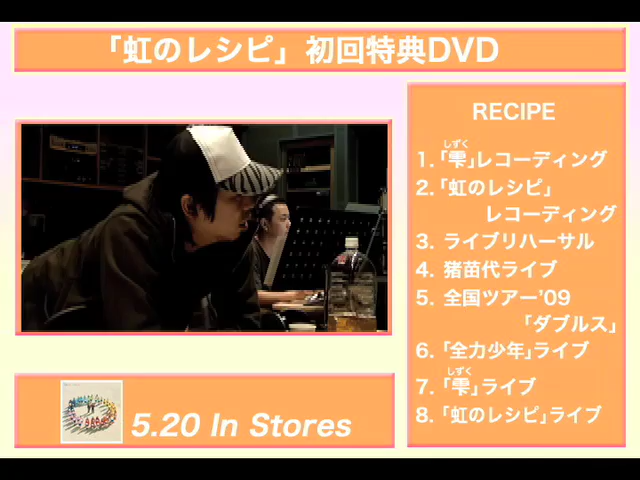 「虹のレシピ」初回特典DVD
RECIPE
しずく
1.「雫」レコーディング
2.「虹のレシピ」
レコーディング
3. ライブリハーサル
4. 猪苗代ライブ
5. 全国ツアー'09
「ダブルス」
6.「全力少年」ライブ
しずく
7.「雫」ライブ
8.「虹のレシピ」ライブ
5.20 In Stores